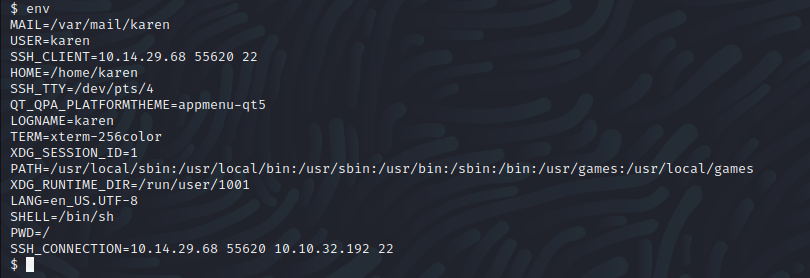 $ env
MAIL=/var/mail/karen
USER=karen
SSH_CLIENT=10.14.29.68 55620 22
HOME=/home/karen
SSH_TTY=/dev/pts/4
QT_QPA_PLATFORMTHEME=appmenu-qt5
LOGNAME=karen
TERM=xterm-256color
XDG_SESSION_ID=1
PATH=/usr/local/sbin:/usr/local/bin:/usr/sbin:/usr/bin:/sbin:/bin:/usr/games:/usr/local/games
XDG_RUNTIME_DIR=/run/user/1001
LANG=en_US.UTF-8
SHELL=/bin/sh
PWD=/
SSH_CONNECTION=10.14.29.68 55620 10.10.32.192 22
$